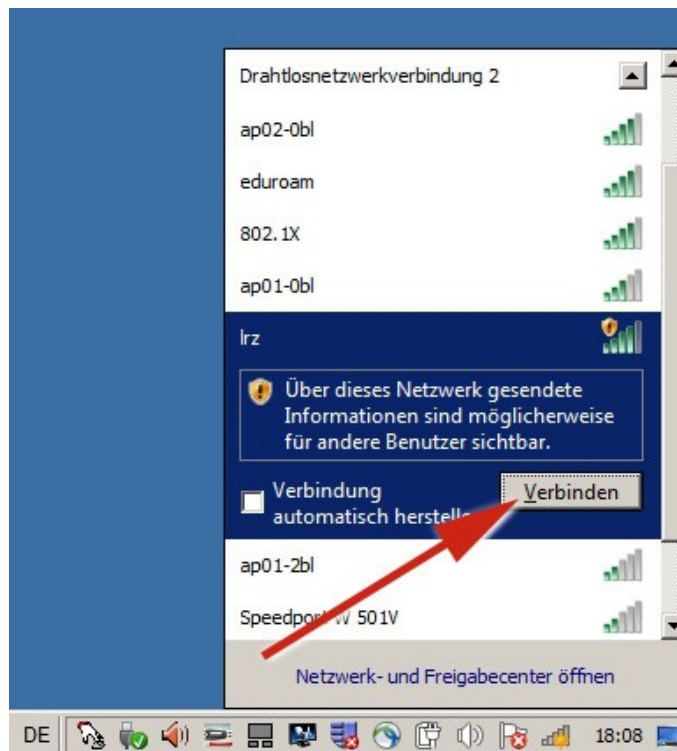 Drahtlosnetzwerkverbindung 2
ap02-0bl
eduroam
802.1X
ap01-0bl
lrz
Über dieses Netzwerk gesendete
Informationen sind möglicherweise
für andere Benutzer sichtbar.
Verbindung
automatisch herstelle
Verbinden
ap01-2bl
Speedport W 501V
Netzwerk- und Freigabecenter öffnen
DE
18:08